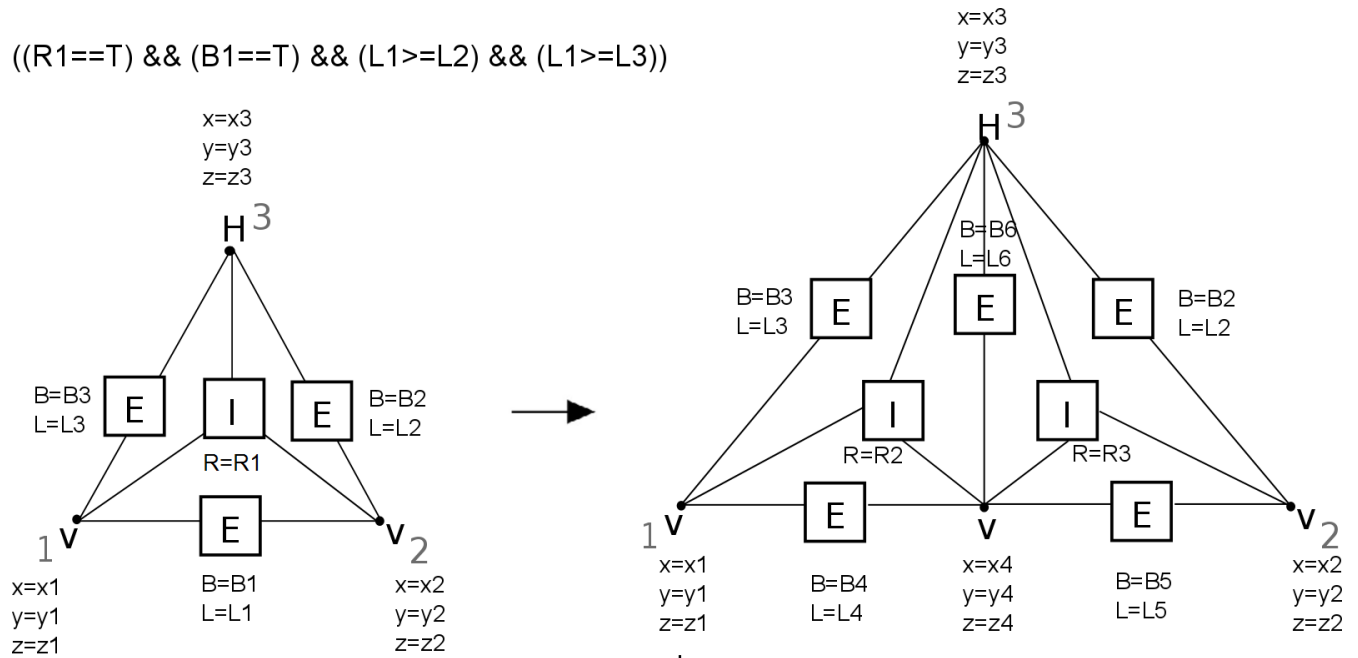 ((R1==T) && (B1==T) && (L1>=L2) && (L1>=L3))
x=x3
y=y3
z=z3
H 3
B=B3
L=L3
E
I
E
B=B2
L=L2
R=R1
E
1 v
v 2
x=x1
y=y1
z=z1
B=B1
L=L1
x=x2
y=y2
z=z2
x=x3
y=y3
z=z3
H 3
B=B6
L=L6
B=B3
L=L3
E
E
E
B=B2
L=L2
I
I
R=R2
R=R3
E
E
1 v
v
v 2
x=x1
y=y1
z=z1
B=B4
L=L4
x=x4
y=y4
z=z4
B=B5
L=L5
x=x2
y=y2
z=z2